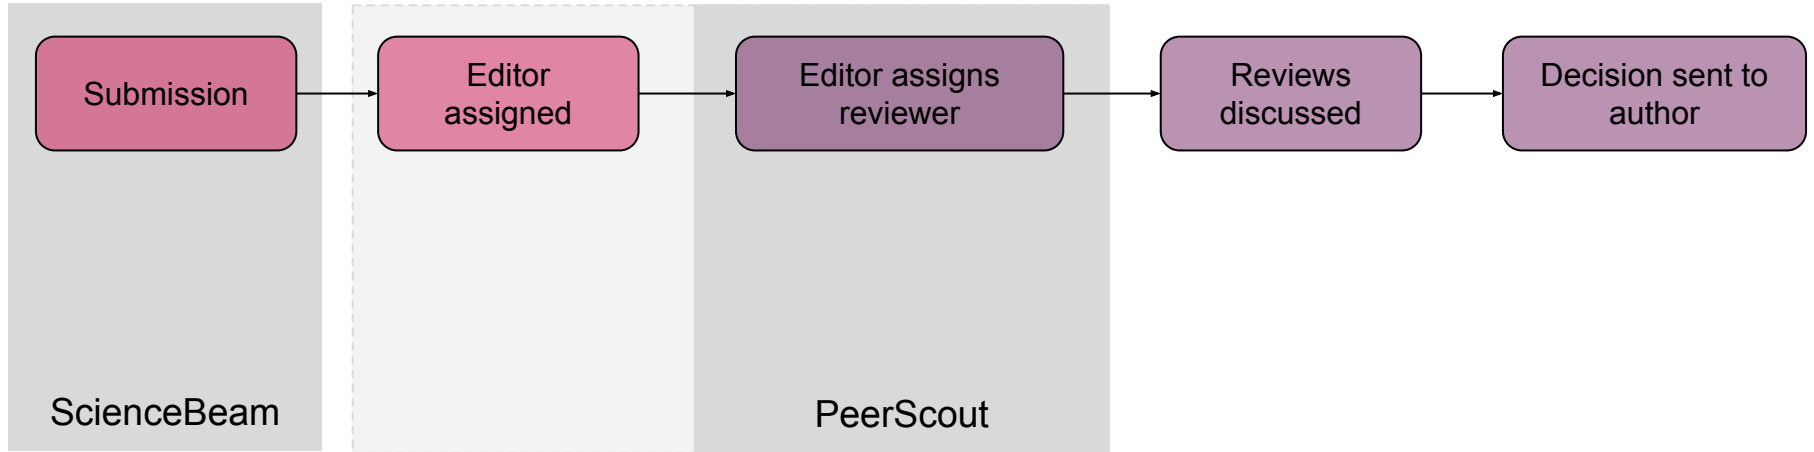 Submission
Editor
assigned
Editor assigns
reviewer
Reviews
discussed
Decision sent to
author
ScienceBeam
PeerScout